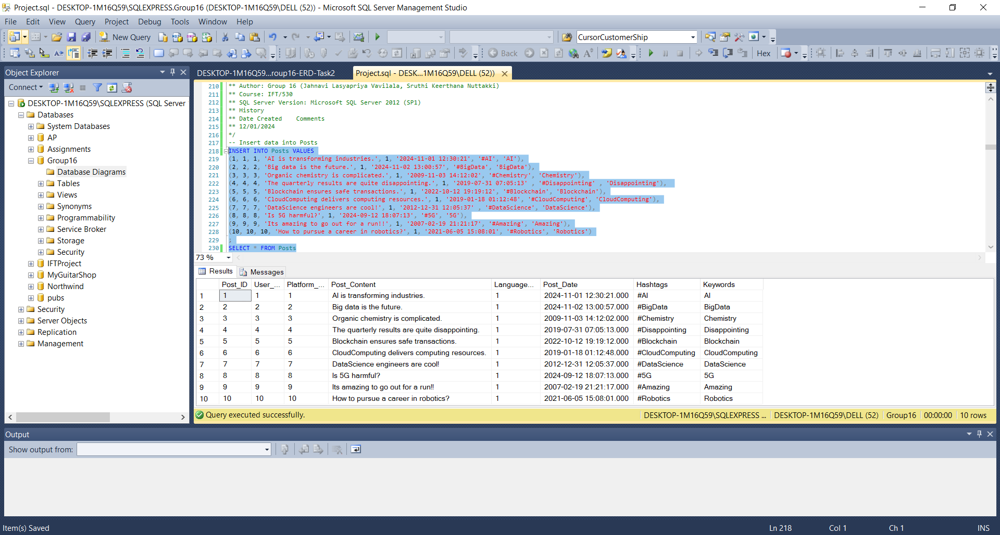 Project.sql - DESKTOP-1M16Q59\SQLEXPRESS.Group16 (DESKTOP-1M16Q59\DELL (52)) - Microsoft SQL Server Management Studio
File Edit View Query Project Debug Tools Window Help
New Query CursorCustomerShip
Back Hex
Object Explorer
Connect
DESKTOP-1M16Q59\SQLEXPRESS (SQL Server
Databases
System Databases
AP
Assignments
Group16
Database Diagrams
Tables
Views
Synonyms
Programmability
Service Broker
Storage
Security
IFTProject
MyGuitarShop
Northwind
pubs
Security
Server Objects
Replication
Management
DESKTOP-1M16Q59...roup16-ERD-Task2 Project.sql - DESK...1M16Q59\DELL (52))
210 ** Author: Group 16 (Jahnavi Lasyapriya Vavilala, Sruthi Keerthana Nuttakki)
211 ** Course: IFT/530
212 ** SQL Server Version: Microsoft SQL Server 2012 (SP1)
213 ** History
214 ** Date Created Comments
215 ** 12/01/2024
216 */
217 -- Insert data into Posts
218 INSERT INTO Posts VALUES
219 (1, 1, 1, 'AI is transforming industries.', 1, '2024-11-01 12:30:21', '#AI', 'AI'),
220 (2, 2, 2, 'Big data is the future.', 1, '2024-11-02 13:00:57', '#BigData', 'BigData'),
221 (3, 3, 3, 'Organic chemistry is complicated.', 1, '2009-11-03 14:12:02', '#Chemistry', 'Chemistry'),
222 (4, 4, 4, 'The quarterly results are quite disappointing.', 1, '2019-07-31 07:05:13' , '#Disappointing' , 'Disappointing'),
223 (5, 5, 5, 'Blockchain ensures safe transactions.', 1, '2022-10-12 19:19:12', '#Blockchain', 'Blockchain'),
224 (6, 6, 6, 'CloudComputing delivers computing resources.', 1, '2019-01-18 01:12:48', '#CloudComputing', 'CloudComputing'),
225 (7, 7, 7, 'DataScience engineers are cool!', 1, '2012-12-31 12:05:37' , '#DataScience', 'DataScience'),
226 (8, 8, 8, 'Is 5G harmful?', 1, '2024-09-12 18:07:13', '#5G', '5G'),
227 (9, 9, 9, 'Its amazing to go out for a run!!', 1, '2007-02-19 21:21:17', '#Amazing', 'Amazing'),
228 (10, 10, 10, 'How to pursue a career in robotics?', 1, '2021-06-05 15:08:01', '#Robotics', 'Robotics')
229 ;
230 SELECT * FROM Posts
73 %
Results Messages
Post_ID User_... Platform_... Post_Content Language... Post_Date Hashtags Keywords
1 1 1 1 AI is transforming industries. 1 2024-11-01 12:30:21.000 #AI AI
2 2 2 2 Big data is the future. 1 2024-11-02 13:00:57.000 #BigData BigData
3 3 3 3 Organic chemistry is complicated. 1 2009-11-03 14:12:02.000 #Chemistry Chemistry
4 4 4 4 The quarterly results are quite disappointing. 1 2019-07-31 07:05:13.000 #Disappointing Disappointing
5 5 5 5 Blockchain ensures safe transactions. 1 2022-10-12 19:19:12.000 #Blockchain Blockchain
6 6 6 6 CloudComputing delivers computing resources. 1 2019-01-18 01:12:48.000 #CloudComputing CloudComputing
7 7 7 7 DataScience engineers are cool! 1 2012-12-31 12:05:37.000 #DataScience DataScience
8 8 8 8 Is 5G harmful? 1 2024-09-12 18:07:13.000 #5G 5G
9 9 9 9 Its amazing to go out for a run!! 1 2007-02-19 21:21:17.000 #Amazing Amazing
10 10 10 10 How to pursue a career in robotics? 1 2021-06-05 15:08:01.000 #Robotics Robotics
Query executed successfully. DESKTOP-1M16Q59\SQLEXPRESS ... DESKTOP-1M16Q59\DELL (52) Group16 00:00:00 10 rows
Output
Show output from:
Item(s) Saved Ln 218 Col 1 Ch 1 INS